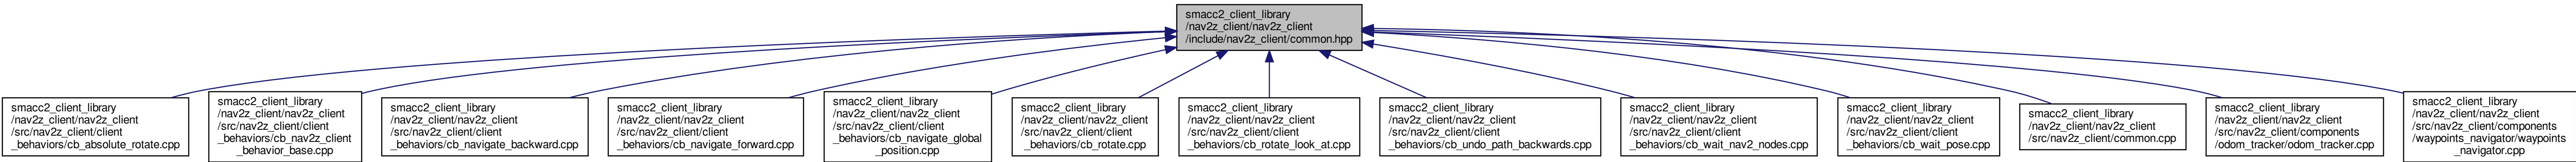 smacc2_client_library
/nav2z_client/nav2z_client
/include/nav2z_client/common.hpp
smacc2_client_library
/nav2z_client/nav2z_client
/src/nav2z_client/client
_behaviors/cb_absolute_rotate.cpp
smacc2_client_library
/nav2z_client/nav2z_client
/src/nav2z_client/client
_behaviors/cb_nav2z_client
_behavior_base.cpp
smacc2_client_library
/nav2z_client/nav2z_client
/src/nav2z_client/client
_behaviors/cb_navigate_backward.cpp
smacc2_client_library
/nav2z_client/nav2z_client
/src/nav2z_client/client
_behaviors/cb_navigate_forward.cpp
smacc2_client_library
/nav2z_client/nav2z_client
/src/nav2z_client/client
_behaviors/cb_navigate_global
_position.cpp
smacc2_client_library
/nav2z_client/nav2z_client
/src/nav2z_client/client
_behaviors/cb_rotate.cpp
smacc2_client_library
/nav2z_client/nav2z_client
/src/nav2z_client/client
_behaviors/cb_rotate_look_at.cpp
smacc2_client_library
/nav2z_client/nav2z_client
/src/nav2z_client/client
_behaviors/cb_undo_path_backwards.cpp
smacc2_client_library
/nav2z_client/nav2z_client
/src/nav2z_client/client
_behaviors/cb_wait_nav2_nodes.cpp
smacc2_client_library
/nav2z_client/nav2z_client
/src/nav2z_client/client
_behaviors/cb_wait_pose.cpp
smacc2_client_library
/nav2z_client/nav2z_client
/src/nav2z_client/common.cpp
smacc2_client_library
/nav2z_client/nav2z_client
/src/nav2z_client/components
/odom_tracker/odom_tracker.cpp
smacc2_client_library
/nav2z_client/nav2z_client
/src/nav2z_client/components
/waypoints_navigator/waypoints
_navigator.cpp